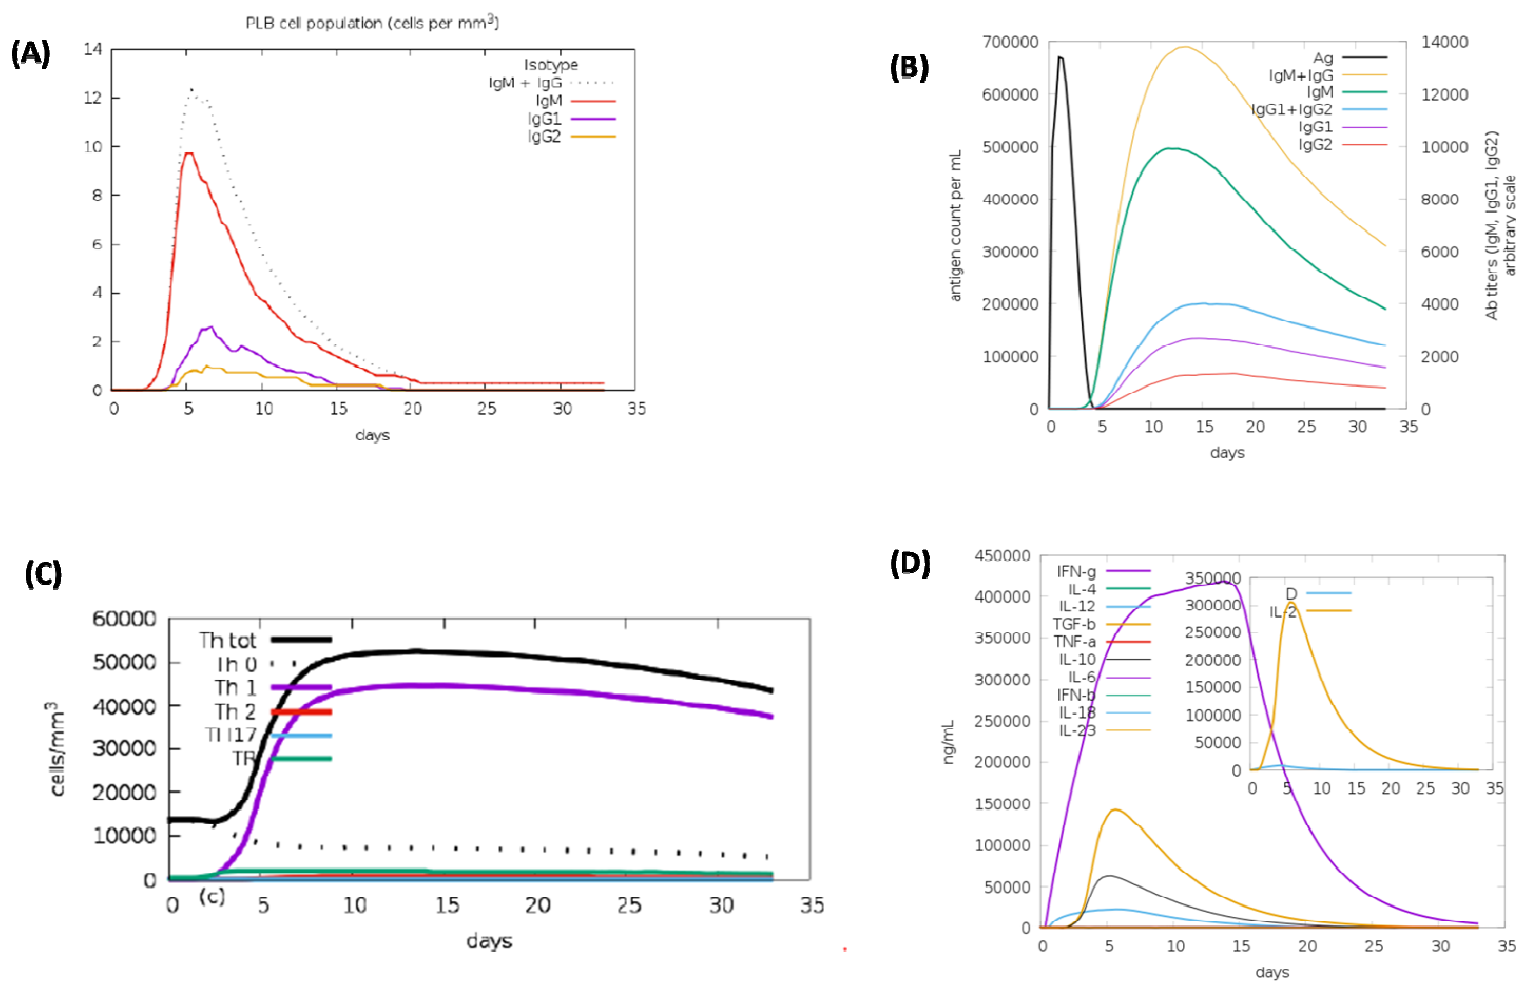 (A)
PLB cell population (cells per mm³)
14
12
10
8
6
4
2
0
Isotype
IgM + IgG
IgM
IgG1
IgG2
0 5 10 15 20 25 30 35
days
(B)
700000
600000
500000
400000
300000
200000
100000
0
antigen count per mL
Ag
IgM+IgG
IgM
IgG1+IgG2
IgG1
IgG2
14000
12000
10000
8000
6000
4000
2000
0
Ab titers (IgM, IgG1, IgG2)
arbitrary scale
0 5 10 15 20 25 30 35
days
(C)
60000
50000
40000
30000
20000
10000
0
cells/mm³
Th tot
Th 0
Th 1
Th 2
TH17
TR
(c)
0 5 10 15 20 25 30 35
days
(D)
450000
400000
350000
300000
250000
200000
150000
100000
50000
0
ng/mL
IFN-g
IL-4
IL-12
TGF-b
TNF-a
IL-10
IL-6
IFN-b
IL-18
IL-23
350000
300000
250000
200000
150000
100000
50000
0
D
IL-2
0 5 10 15 20 25 30 35
0 5 10 15 20 25 30 35
days